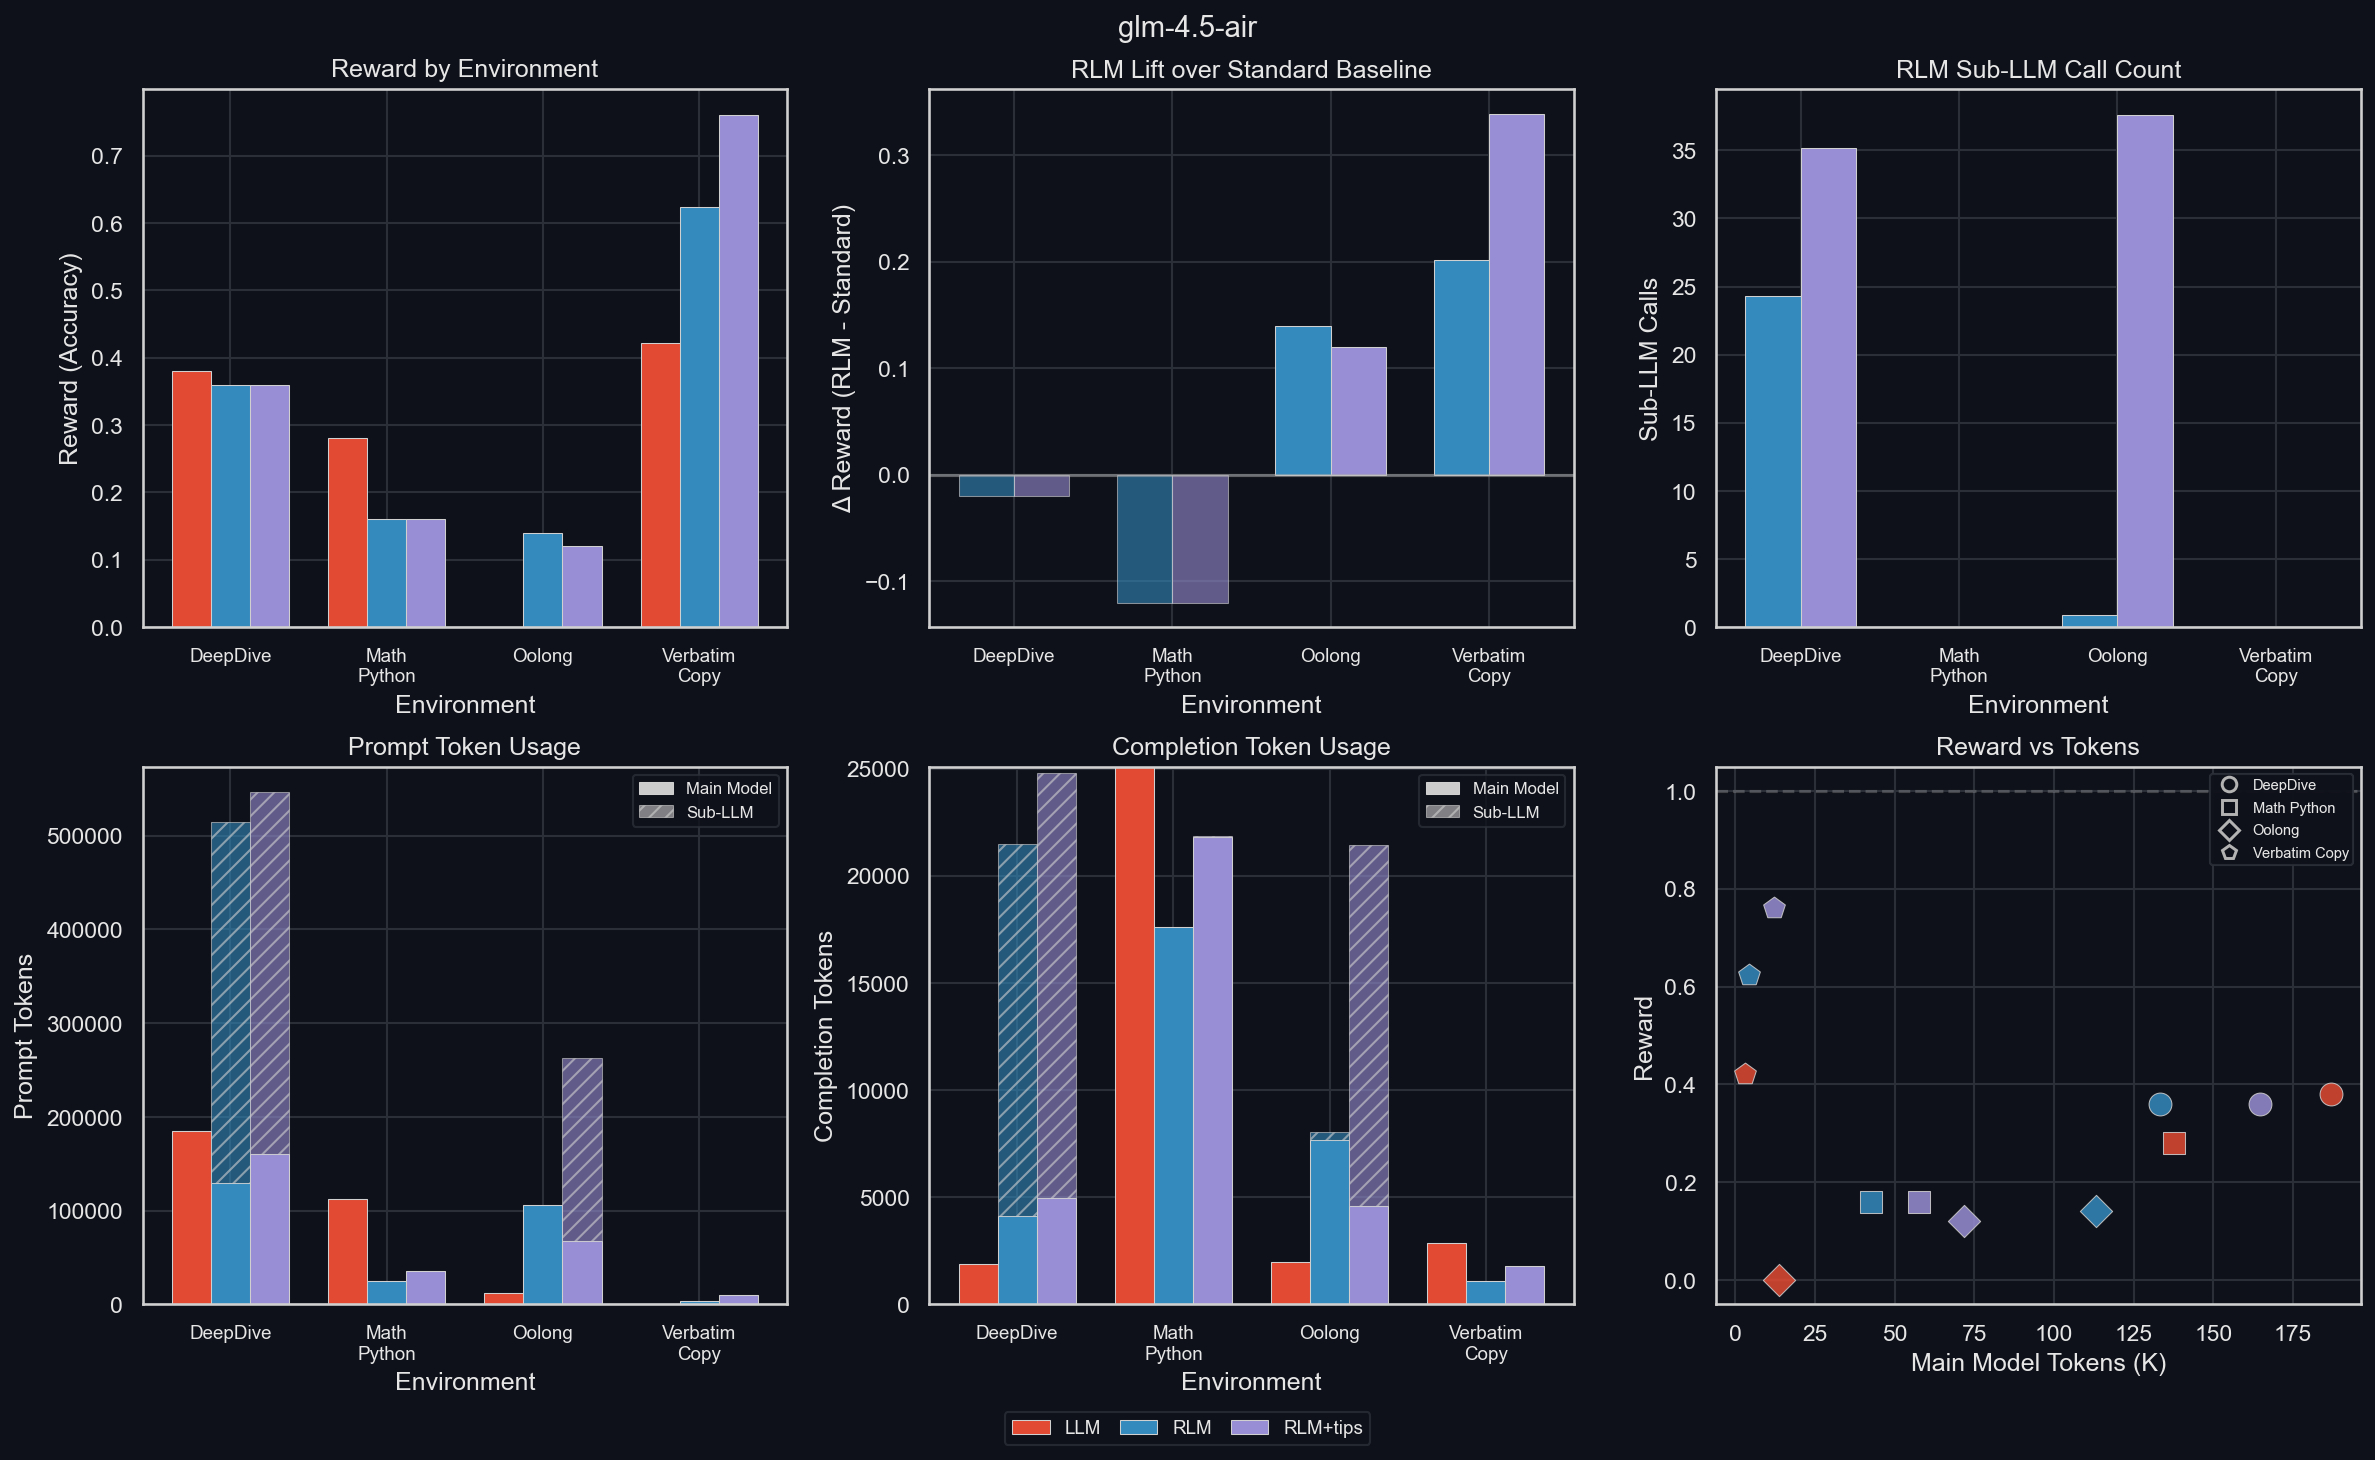 glm-4.5-air
Reward by Environment
Reward (Accuracy)
0.7
0.6
0.5
0.4
0.3
0.2
0.1
0.0
DeepDive
Math
Python
Oolong
Verbatim
Copy
Environment
RLM Lift over Standard Baseline
Δ Reward (RLM - Standard)
0.3
0.2
0.1
0.0
−0.1
DeepDive
Math
Python
Oolong
Verbatim
Copy
Environment
RLM Sub-LLM Call Count
Sub-LLM Calls
35
30
25
20
15
10
5
0
DeepDive
Math
Python
Oolong
Verbatim
Copy
Environment
Prompt Token Usage
Prompt Tokens
500000
400000
300000
200000
100000
0
Main Model
Sub-LLM
DeepDive
Math
Python
Oolong
Verbatim
Copy
Environment
Completion Token Usage
Completion Tokens
25000
20000
15000
10000
5000
0
Main Model
Sub-LLM
DeepDive
Math
Python
Oolong
Verbatim
Copy
Environment
Reward vs Tokens
Reward
1.0
0.8
0.6
0.4
0.2
0.0
DeepDive
Math Python
Oolong
Verbatim Copy
0 25 50 75 100 125 150 175
Main Model Tokens (K)
LLM RLM RLM+tips